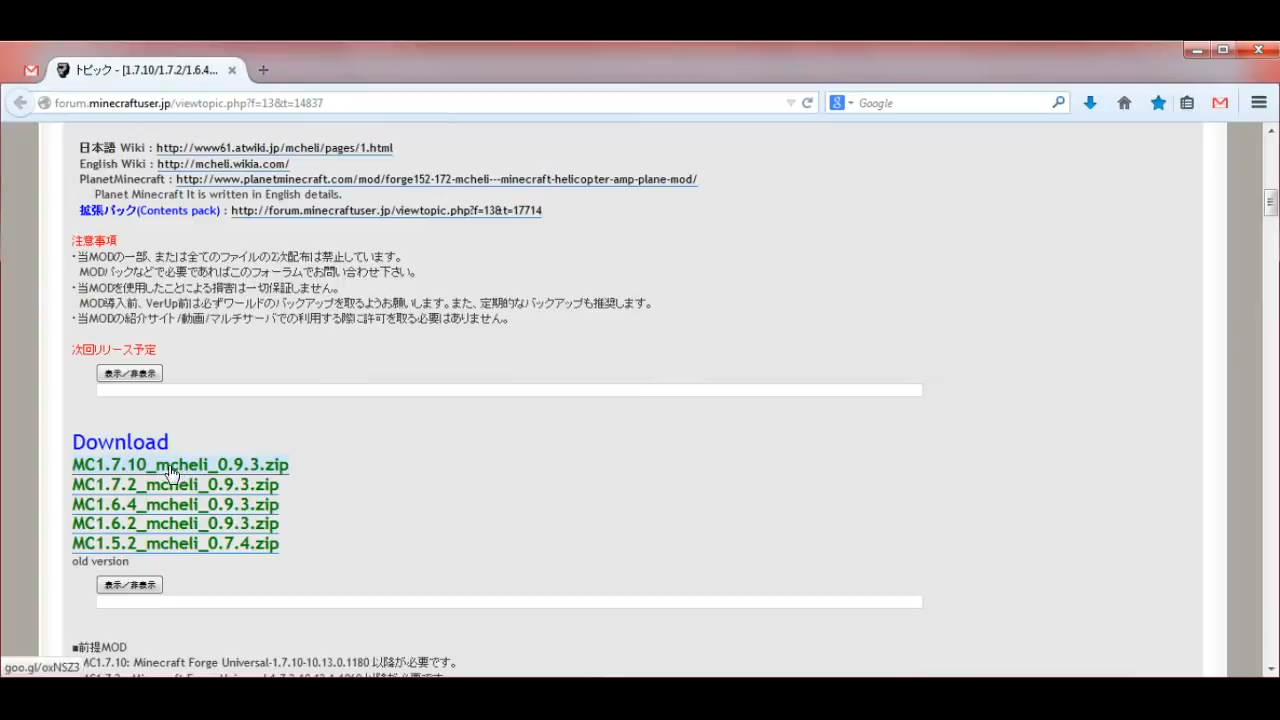 トピック - [1.7.10/1.7.2/1.6.4...
forum.minecraftuser.jp/viewtopic.php?f=13&t=14837
Google
日本語 Wiki : http://www61.atwiki.jp/mcheli/pages/1.html
English Wiki : http://mcheli.wikia.com/
PlanetMinecraft : http://www.planetminecraft.com/mod/forge152-172-mcheli---minecraft-helicopter-amp-plane-mod/
Planet Minecraft It is written in English details.
拡張パック(Contents pack) : http://forum.minecraftuser.jp/viewtopic.php?f=13&t=17714
注意事項
・当MODの一部、または全てのファイルの2次配布は禁止しています。
MODパックなどで必要であればこのフォーラムでお問い合わせ下さい。
・当MODを使用したことによる損害は一切保証しません。
MOD導入前、VerUp前は必ずワールドのバックアップを取るようお願いします。また、定期的なバックアップも推奨します。
・当MODの紹介サイト/動画/マルチサーバでの利用する際に許可を取る必要はありません。
次回リリース予定
表示／非表示
Download
MC1.7.10_mcheli_0.9.3.zip
MC1.7.2_mcheli_0.9.3.zip
MC1.6.4_mcheli_0.9.3.zip
MC1.6.2_mcheli_0.9.3.zip
MC1.5.2_mcheli_0.7.4.zip
old version
表示／非表示
■前提MOD
MC1.7.10: Minecraft Forge Universal-1.7.10-10.13.0.1180 以降が必要です。
goo.gl/oxNSZ3